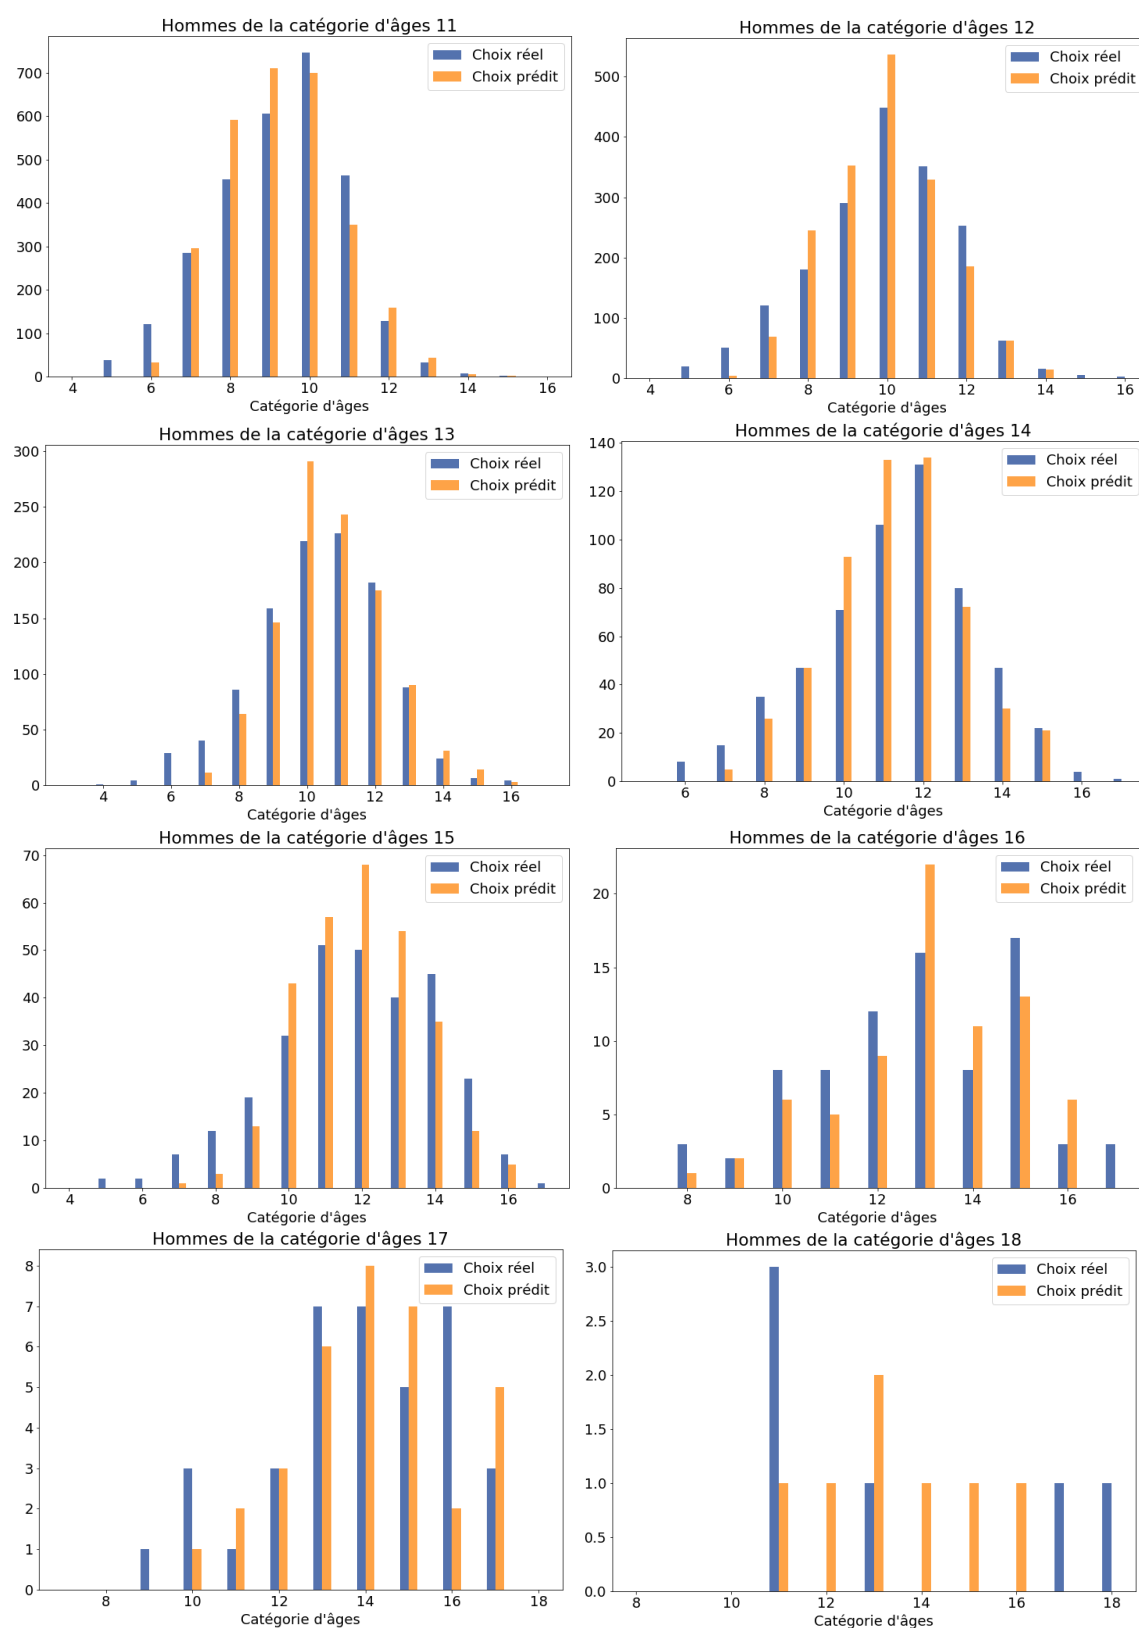 Hommes de la catégorie d'âges 11
700
600
500
400
300
200
100
0
4 6 8 10 12 14 16
Catégorie d'âges
Choix réel
Choix prédit
Hommes de la catégorie d'âges 12
500
400
300
200
100
0
4 6 8 10 12 14 16
Catégorie d'âges
Choix réel
Choix prédit
Hommes de la catégorie d'âges 13
300
250
200
150
100
50
0
4 6 8 10 12 14 16
Catégorie d'âges
Choix réel
Choix prédit
Hommes de la catégorie d'âges 14
140
120
100
80
60
40
20
0
6 8 10 12 14 16
Catégorie d'âges
Choix réel
Choix prédit
Hommes de la catégorie d'âges 15
70
60
50
40
30
20
10
0
4 6 8 10 12 14 16
Catégorie d'âges
Choix réel
Choix prédit
Hommes de la catégorie d'âges 16
20
15
10
5
0
8 10 12 14 16
Catégorie d'âges
Choix réel
Choix prédit
Hommes de la catégorie d'âges 17
8
7
6
5
4
3
2
1
0
8 10 12 14 16 18
Catégorie d'âges
Choix réel
Choix prédit
Hommes de la catégorie d'âges 18
3.0
2.5
2.0
1.5
1.0
0.5
0.0
8 10 12 14 16 18
Catégorie d'âges
Choix réel
Choix prédit